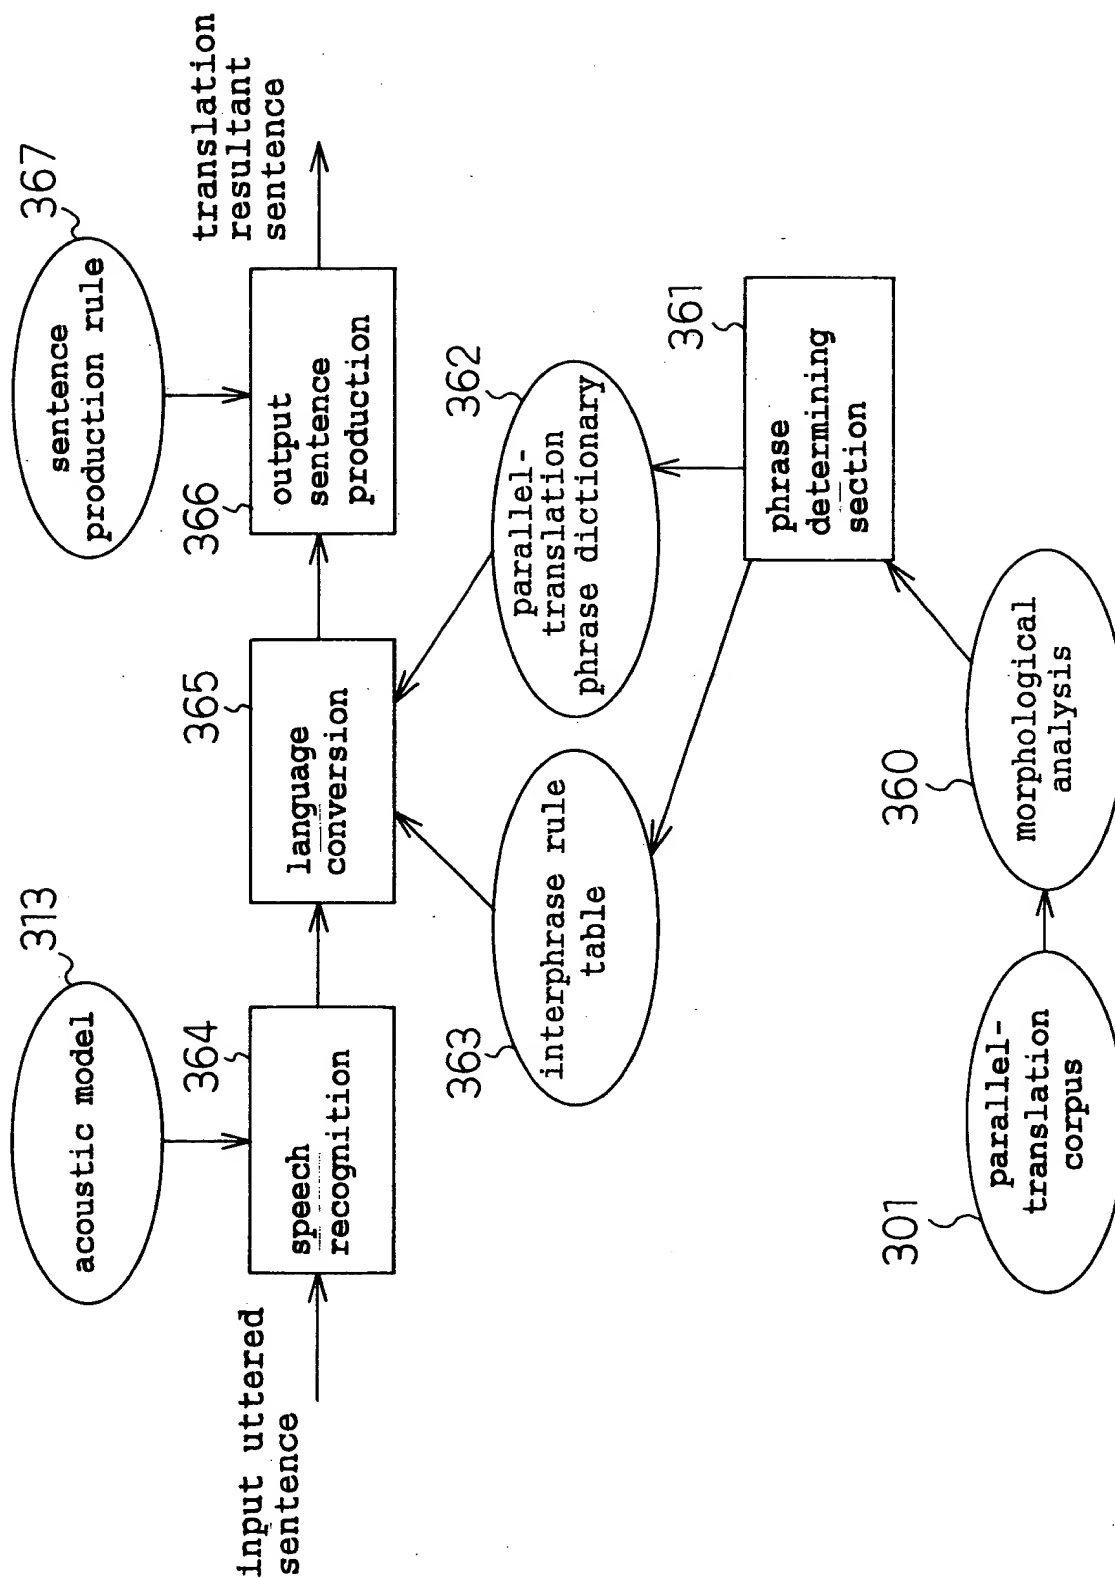 input uttered
sentence
acoustic model
313
364
speech
recognition
365
language
conversion
sentence
production rule
367
366
output
sentence
production
translation
resultant
sentence
363
interphrase rule
table
362
parallel-
translation
phrase dictionary
361
phrase
determining
section
301
parallel-
translation
corpus
360
morphological
analysis